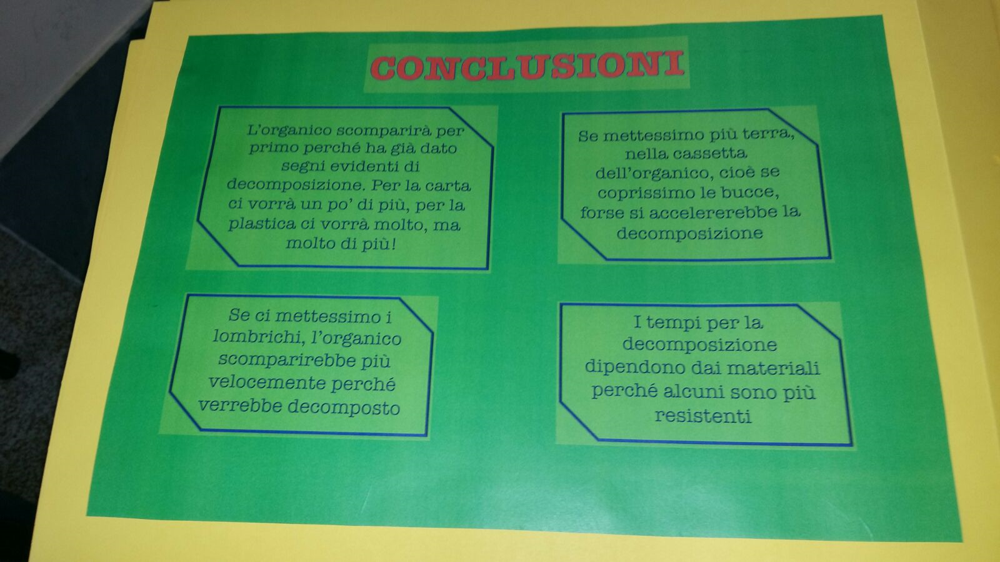 CONCLUSIONI
L'organico scomparirà per
primo perché ha già dato
segni evidenti di
decomposizione. Per la carta
ci vorrà un po' di più, per la
plastica ci vorrà molto, ma
molto di più!
Se mettessimo più terra,
nella cassetta
dell'organico, cioè se
coprissimo le bucce,
forse si accelererebbe la
decomposizione
Se ci mettessimo i
lombrichi, l'organico
scomparirebbe più
velocemente perché
verrebbe decomposto
I tempi per la
decomposizione
dipendono dai materiali
perché alcuni sono più
resistenti